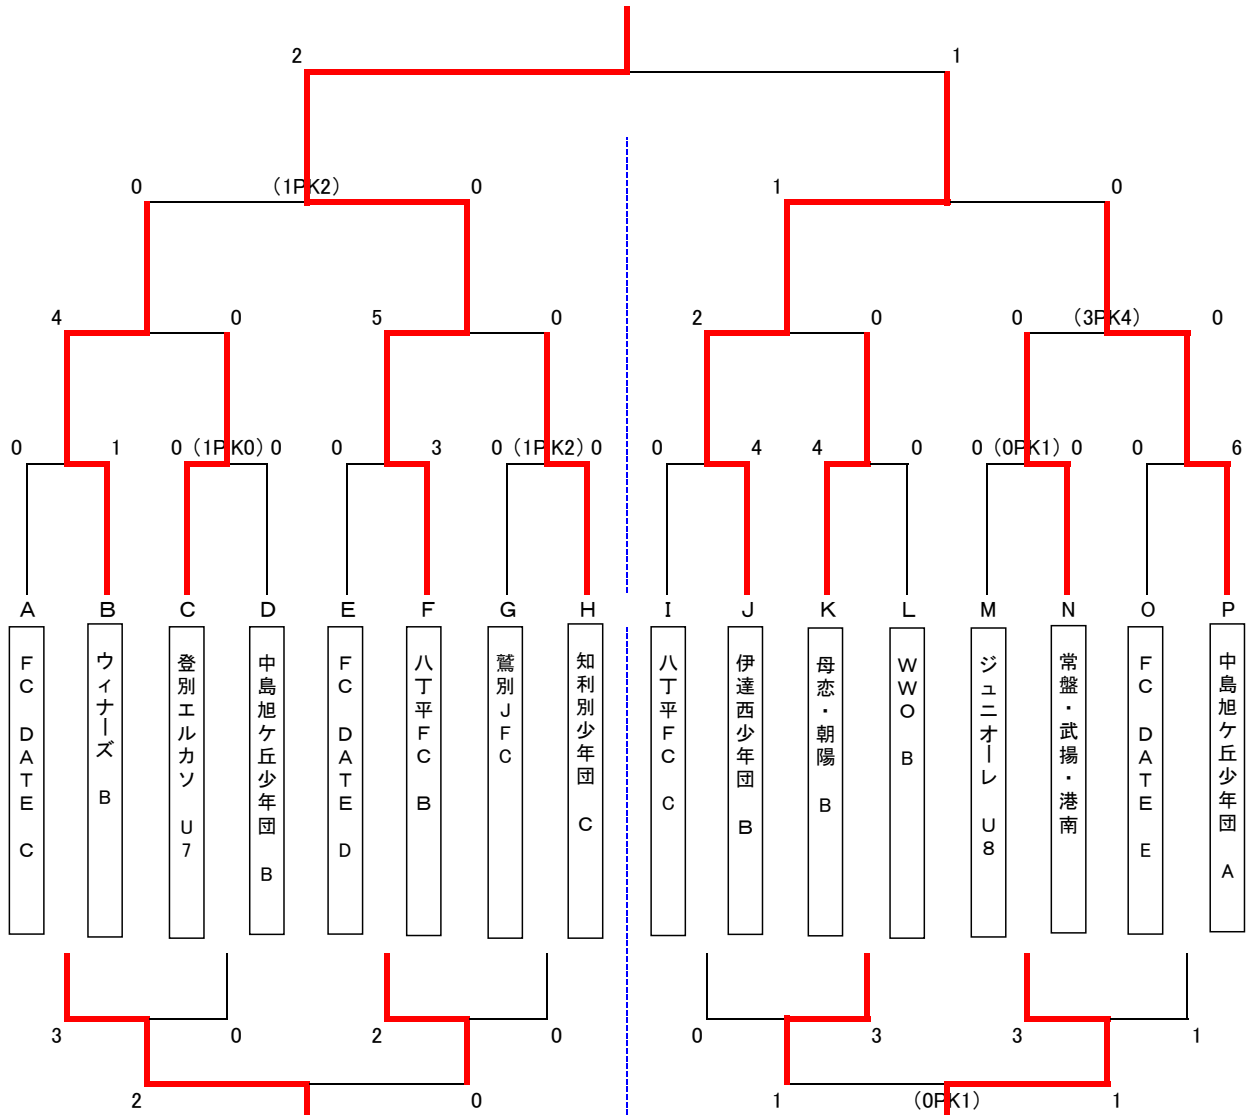 2 1
0 （1PK2） 0 1 0
4 0 5 0 2 0 0 （3PK4） 0
0 1 0 （1PK0） 0 0 3 0 （1PK2） 0 0 4 4 0 0 （0PK1） 0 0 6
A B C D E F G H I J K L M N O P
FC DATE C
ウィナーズ B
登別エルカソ U7
中島旭ケ丘少年団 B
FC DATE D
八丁平FC B
鷲別JFC
知利別少年団 C
八丁平FC C
伊達西少年団 B
母恋・朝陽 B
WWO B
ジュニオーレ U8
常盤・武揚・港南
FC DATE E
中島旭ケ丘少年団 A
3 0 2 0 0 3 3 1
2 0 1 （0PK1） 1